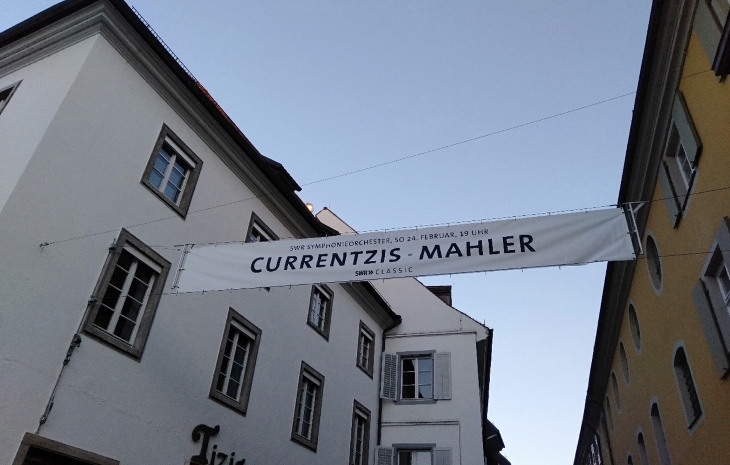 SWR SYMPHONIEORCHESTER, SO 24. FEBRUAR, 19 UHR
CURRENTZIS - MAHLER
SWR» CLASSIC